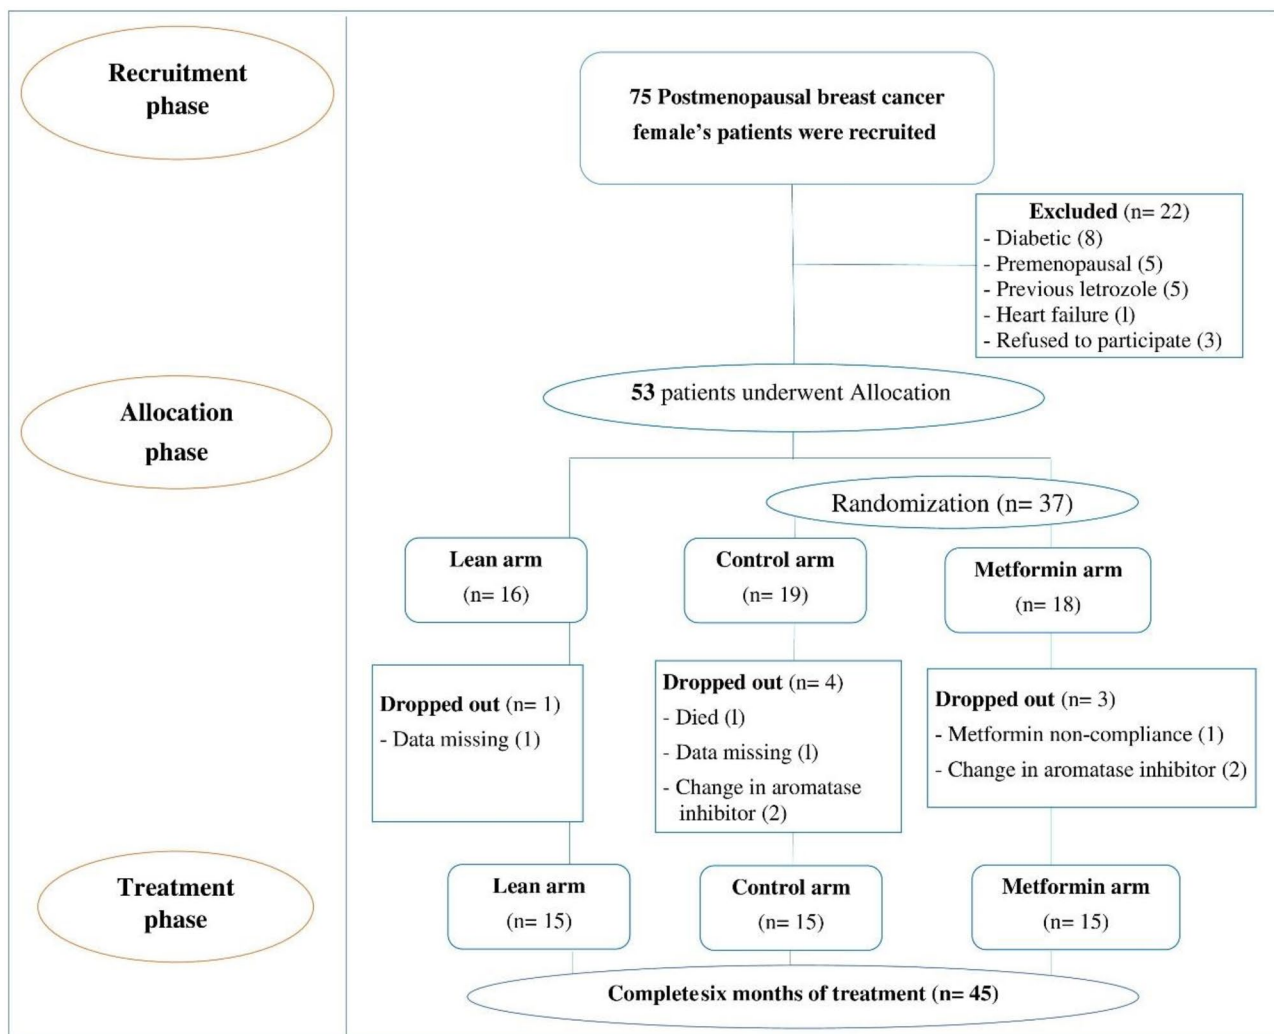 Recruitment
phase
75 Postmenopausal breast cancer
female's patients were recruited
Excluded (n= 22)
- Diabetic (8)
- Premenopausal (5)
- Previous letrozole (5)
- Heart failure (l)
- Refused to participate (3)
Allocation
phase
53 patients underwent Allocation
Randomization (n= 37)
Lean arm
(n= 16)
Control arm
(n= 19)
Metformin arm
(n= 18)
Dropped out (n= 1)
- Data missing (1)
Dropped out (n= 4)
- Died (l)
- Data missing (l)
- Change in aromatase
inhibitor (2)
Dropped out (n= 3)
- Metformin non-compliance (1)
- Change in aromatase inhibitor (2)
Treatment
phase
Lean arm
(n= 15)
Control arm
(n= 15)
Metformin arm
(n= 15)
Completesix months of treatment (n= 45)